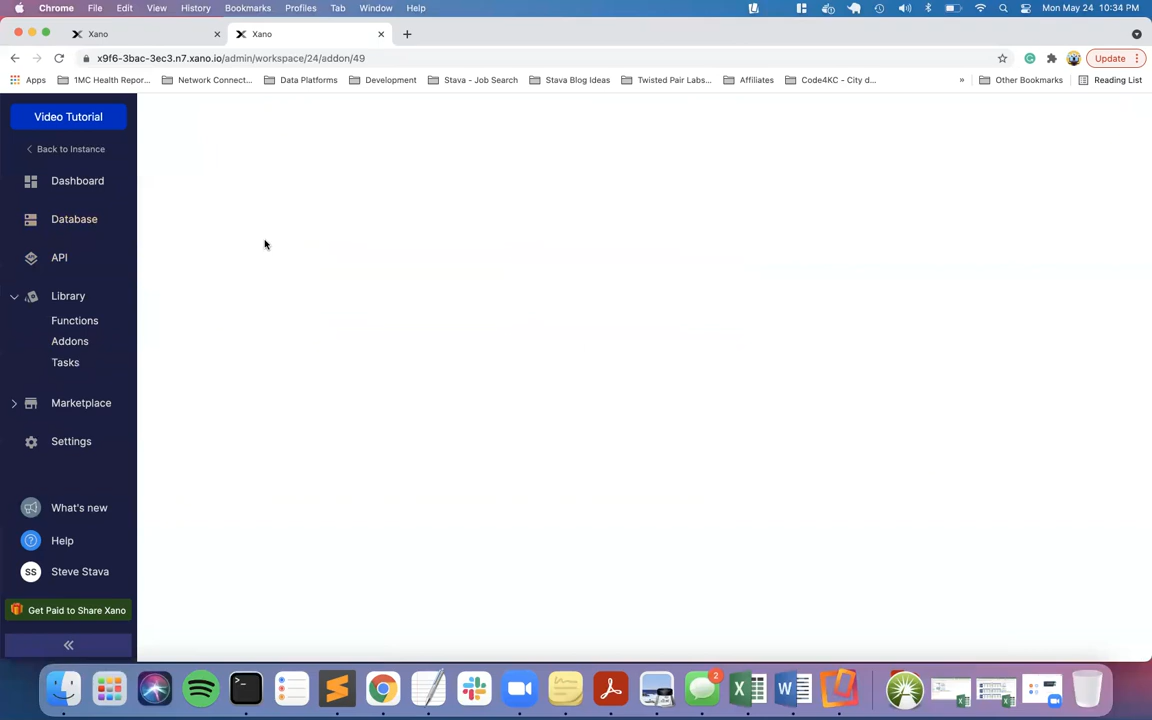 Chrome File Edit View History Bookmarks Profiles Tab Window Help Mon May 24 10:34 PM
Xano Xano
x9f6-3bac-3ec3.n7.xano.io/admin/workspace/24/addon/49 Update
Apps 1MC Health Repor... Network Connect... Data Platforms Development Stava - Job Search Stava Blog Ideas Twisted Pair Labs... Affiliates Code4KC - City d... » Other Bookmarks Reading List
Video Tutorial
Back to Instance
Dashboard
Database
API
Library
Functions
Addons
Tasks
Marketplace
Settings
What's new
Help
SS Steve Stava
Get Paid to Share Xano
2